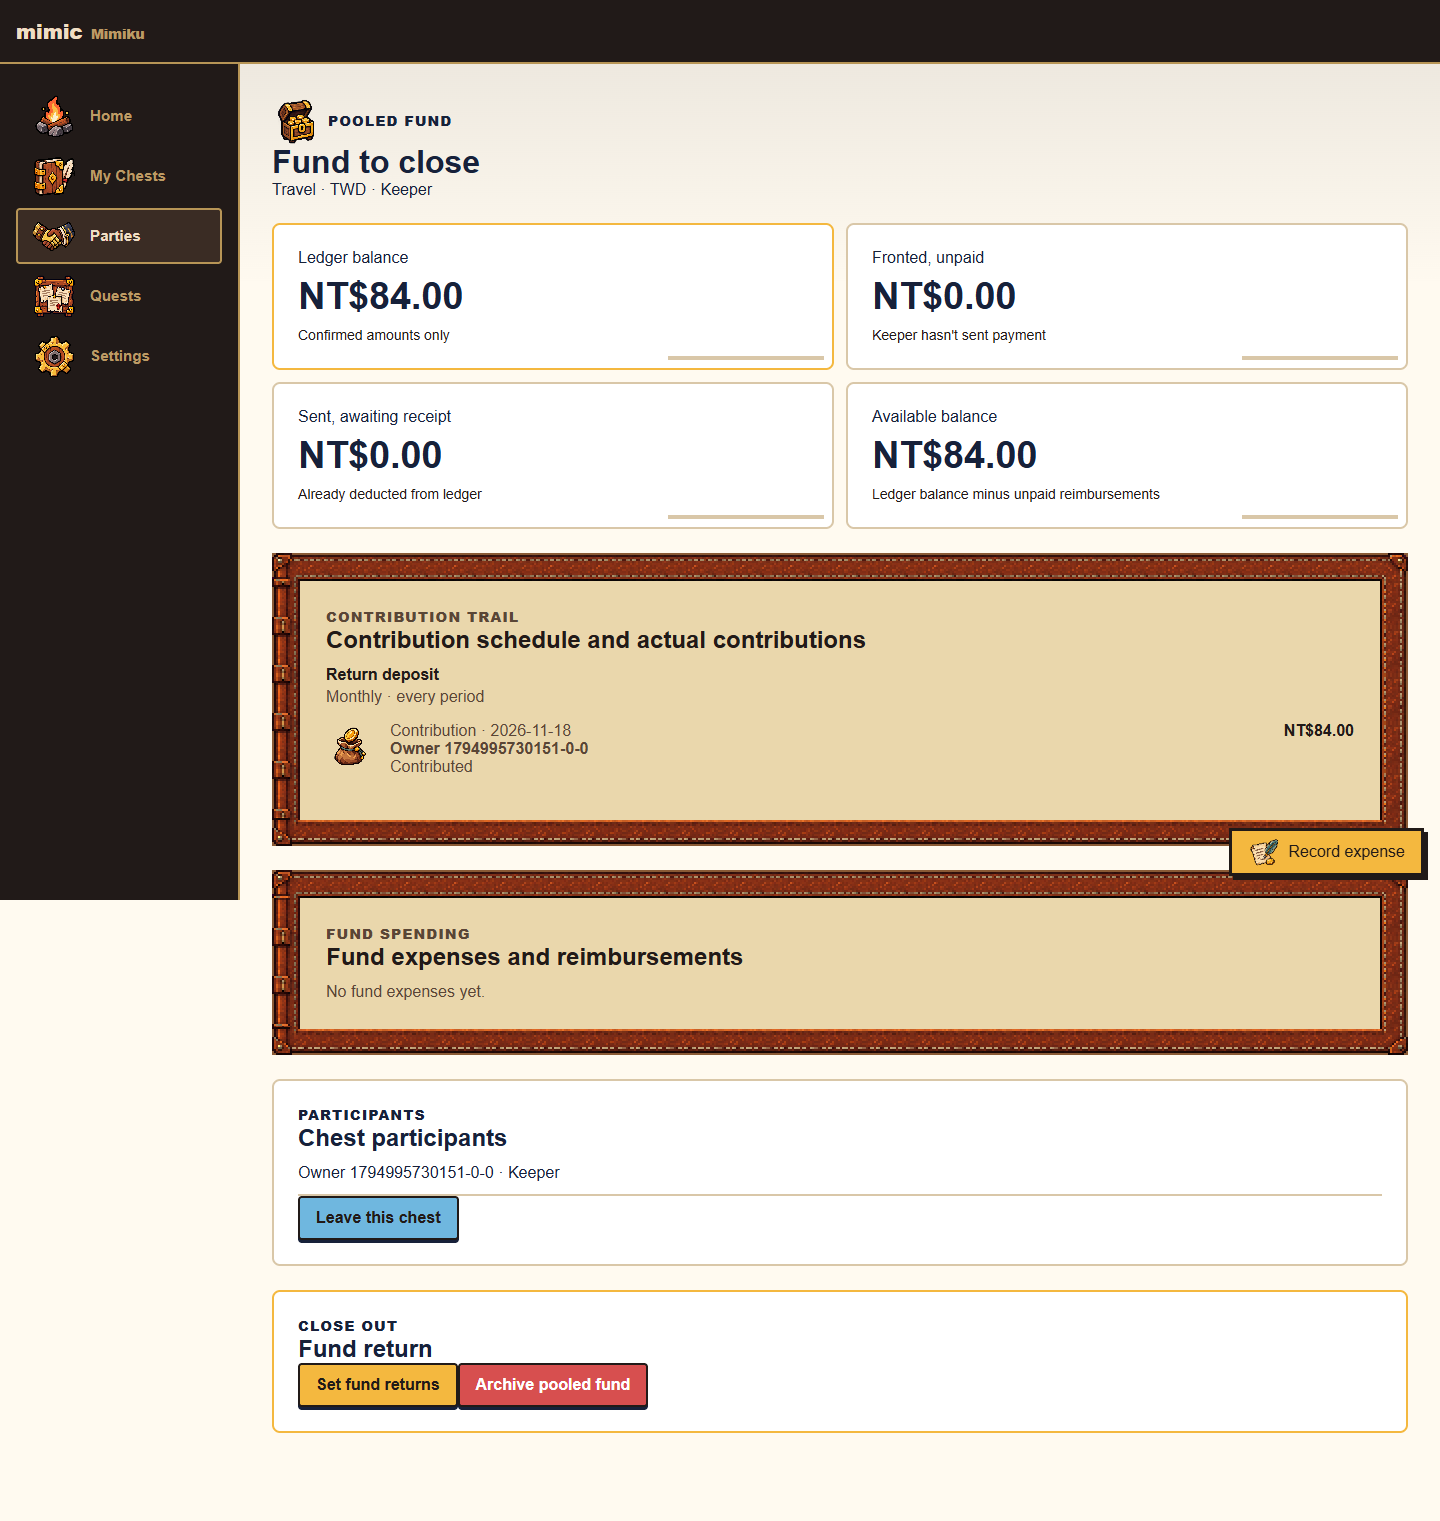 mimic Mimiku
Home
My Chests
Parties
Quests
Settings
POOLED FUND
Fund to close
Travel · TWD · Keeper
Ledger balance
NT$84.00
Confirmed amounts only
Fronted, unpaid
NT$0.00
Keeper hasn't sent payment
Sent, awaiting receipt
NT$0.00
Already deducted from ledger
Available balance
NT$84.00
Ledger balance minus unpaid reimbursements
CONTRIBUTION TRAIL
Contribution schedule and actual contributions
Return deposit
Monthly · every period
Contribution · 2026-11-18
NT$84.00
Owner 1794995730151-0-0
Contributed
Record expense
FUND SPENDING
Fund expenses and reimbursements
No fund expenses yet.
PARTICIPANTS
Chest participants
Owner 1794995730151-0-0 · Keeper
Leave this chest
CLOSE OUT
Fund return
Set fund returns
Archive pooled fund